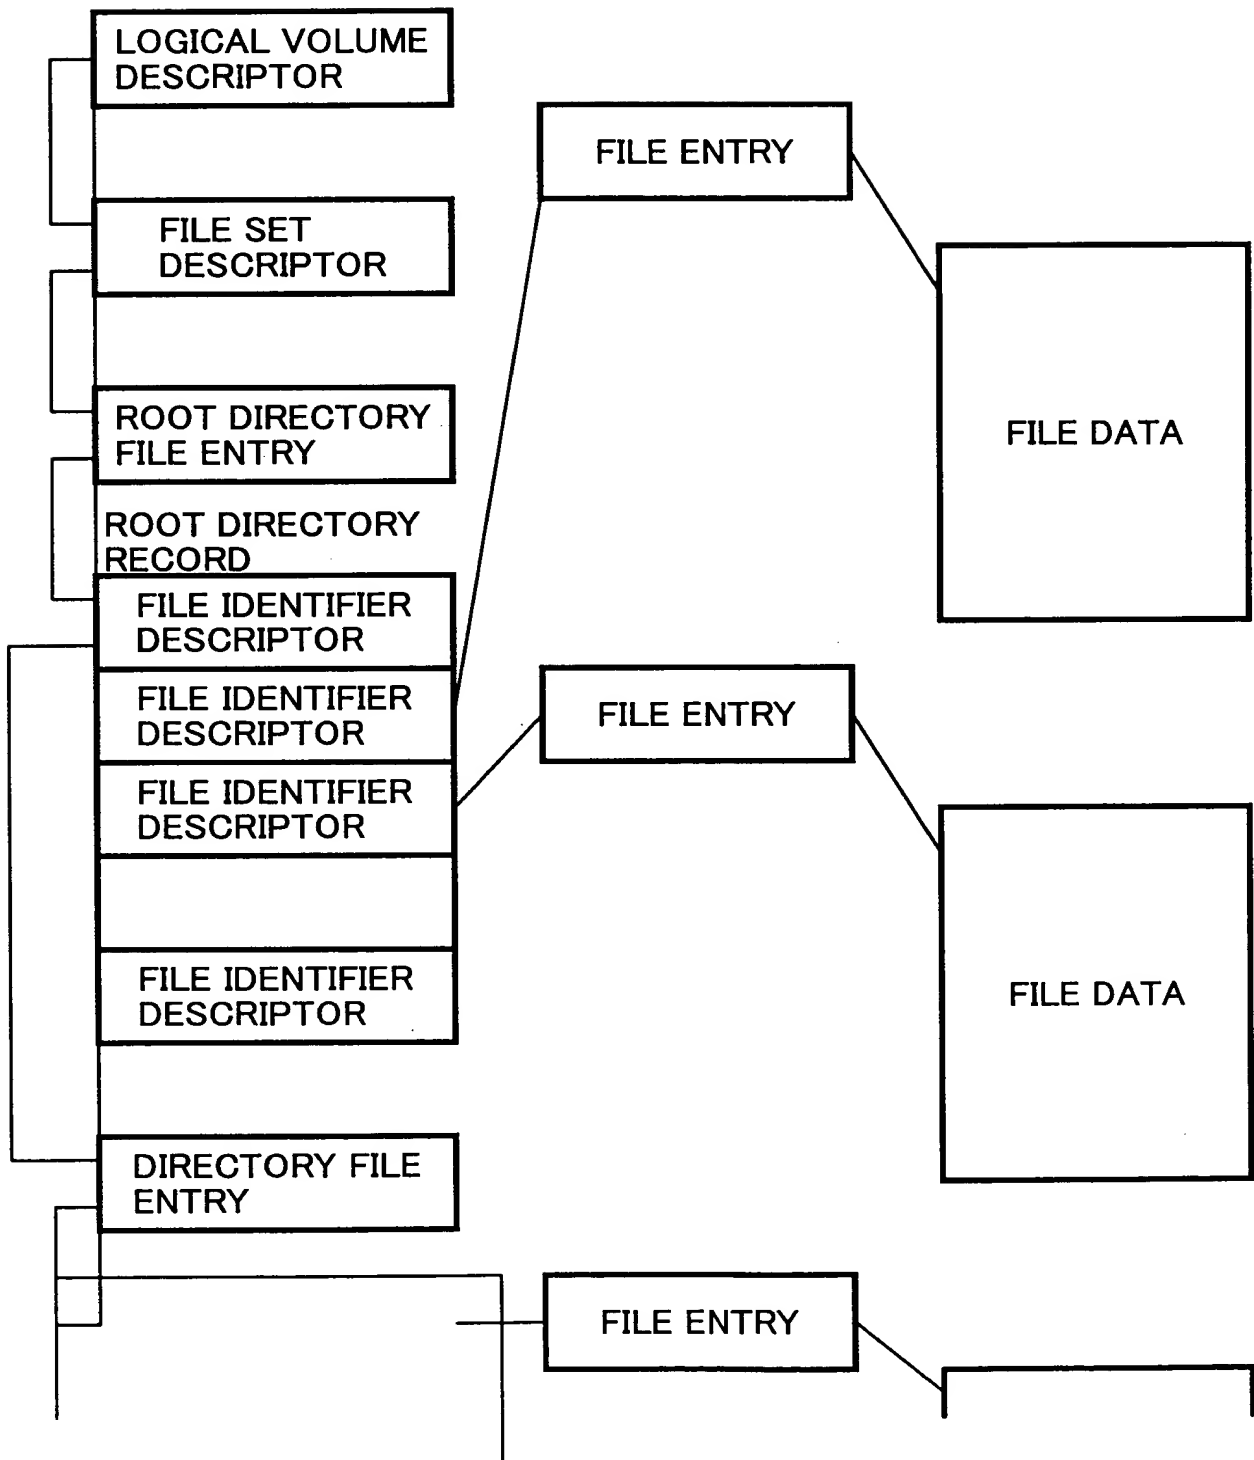 LOGICAL VOLUME
DESCRIPTOR
FILE ENTRY
FILE SET
DESCRIPTOR
ROOT DIRECTORY
FILE ENTRY
FILE DATA
ROOT DIRECTORY
RECORD
FILE IDENTIFIER
DESCRIPTOR
FILE IDENTIFIER
DESCRIPTOR
FILE ENTRY
FILE IDENTIFIER
DESCRIPTOR
FILE IDENTIFIER
DESCRIPTOR
FILE DATA
DIRECTORY FILE
ENTRY
FILE ENTRY